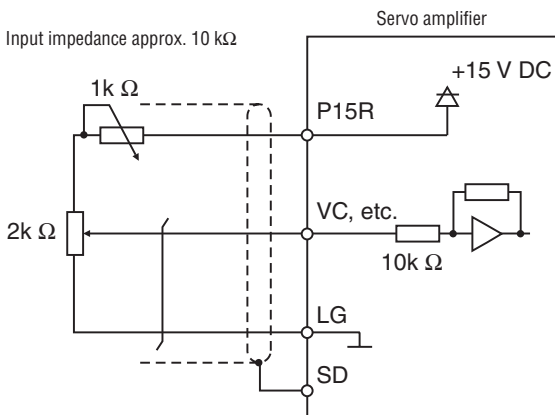 Servo amplifier
Input impedance approx. 10 kΩ
+15 V DC
1k Ω
P15R
VC, etc.
2k Ω
10k Ω
LG
SD